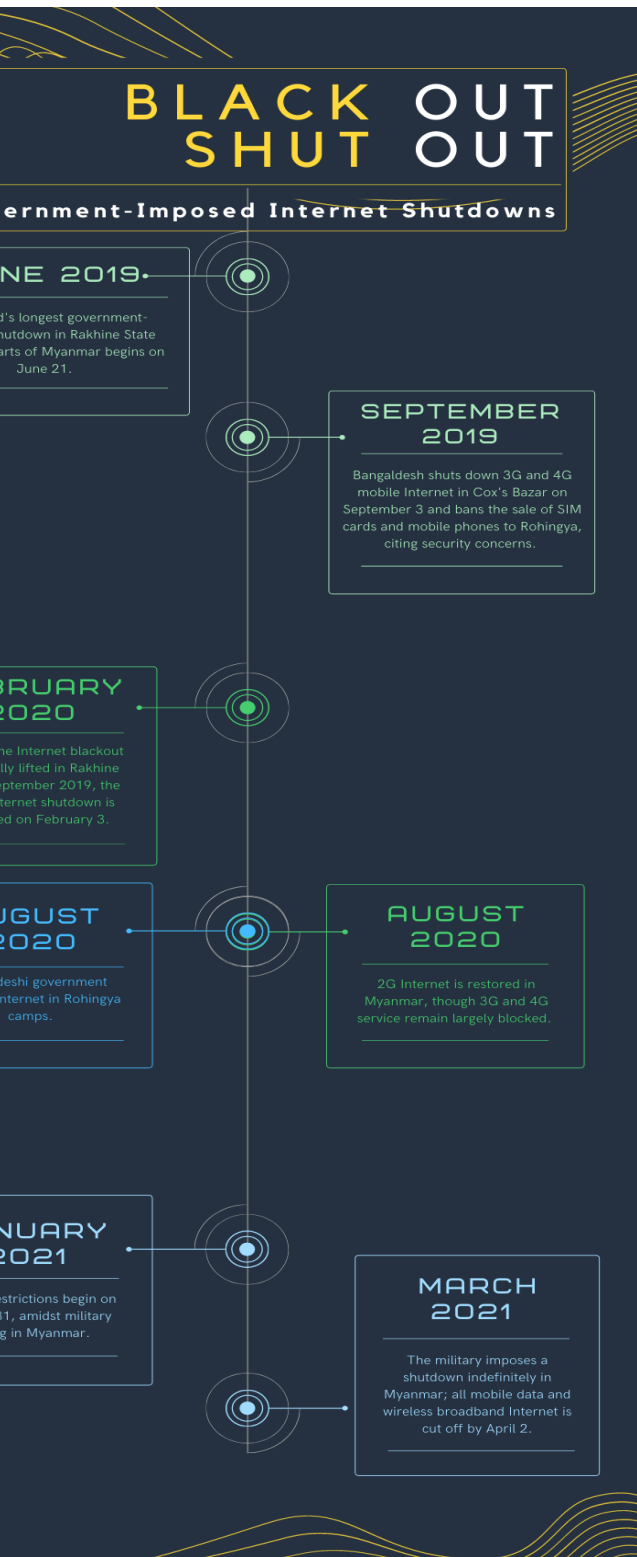 BLACK OUT
SHUT OUT
ernment-Imposed Internet Shutdowns
NE 2019
d's longest government-
hutdown in Rakhine State
arts of Myanmar begins on
June 21.
SEPTEMBER
2019
Bangaldesh shuts down 3G and 4G
mobile Internet in Cox's Bazar on
September 3 and bans the sale of SIM
cards and mobile phones to Rohingya,
citing security concerns.
BRUARY
2020
he Internet blackout
lly lifted in Rakhine
eptember 2019, the
ternet shutdown is
ed on February 3.
UGUST
2020
deshi government
nternet in Rohingya
camps.
AUGUST
2020
2G Internet is restored in
Myanmar, though 3G and 4G
service remain largely blocked.
NUARY
2021
estrictions begin on
31, amidst military
g in Myanmar.
MARCH
2021
The military imposes a
shutdown indefinitely in
Myanmar; all mobile data and
wireless broadband Internet is
cut off by April 2.